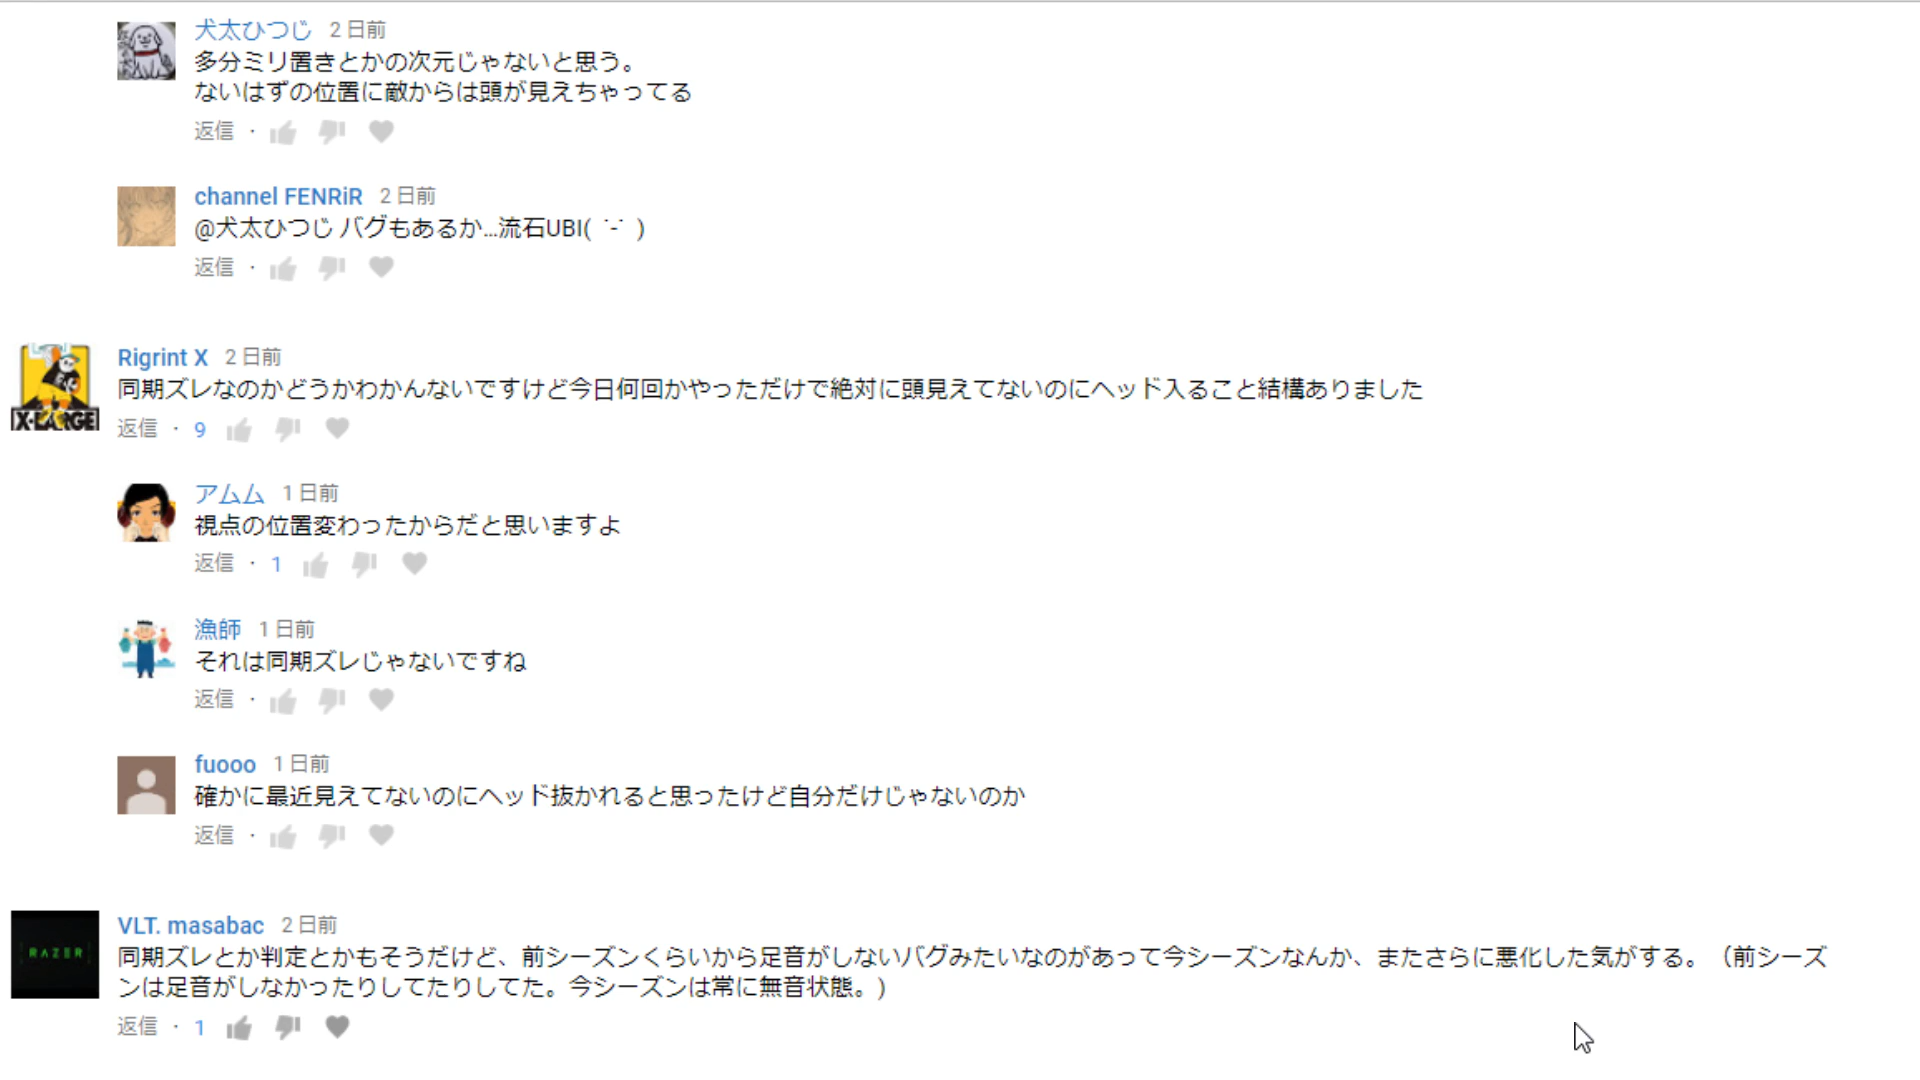 犬太ひつじ 2 日前
多分ミリ置きとかの次元じゃないと思う。
ないはずの位置に敵からは頭が見えちゃってる
返信 ·
channel FENRiR 2 日前
@犬太ひつじ バグもあるか...流石UBI( ˙-˙ )
返信 ·
X-LARGE
Rigrint X 2 日前
同期ズレなのかどうかわかんないですけど今日何回かやっただけで絶対に頭見えてないのにヘッド入ること結構ありました
返信 · 9
アムム 1 日前
視点の位置変わったからだと思いますよ
返信 · 1
漁師 1 日前
それは同期ズレじゃないですね
返信 ·
fuooo 1 日前
確かに最近見えてないのにヘッド抜かれると思ったけど自分だけじゃないのか
返信 ·
RAZER
VLT. masabac 2 日前
同期ズレとか判定とかもそうだけど、前シーズンくらいから足音がしないバグみたいなのがあって今シーズンなんか、またさらに悪化した気がする。（前シーズ
ンは足音がしなかったりしてたりしてた。今シーズンは常に無音状態。)
返信 · 1